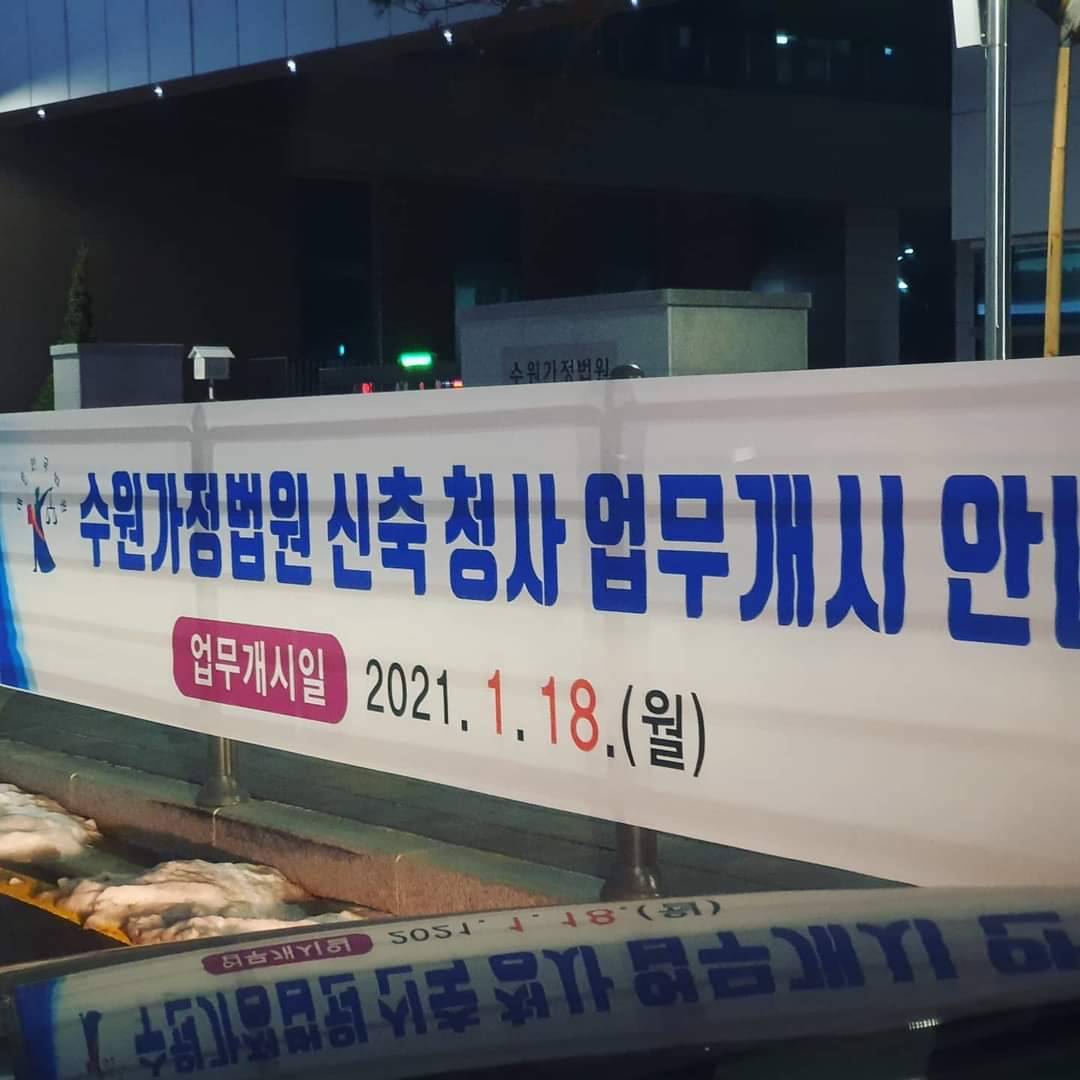 수원가정법원
수원가정법원 신축 청사 업무개시 안
업무개시일 2021. 1. 18.(월)